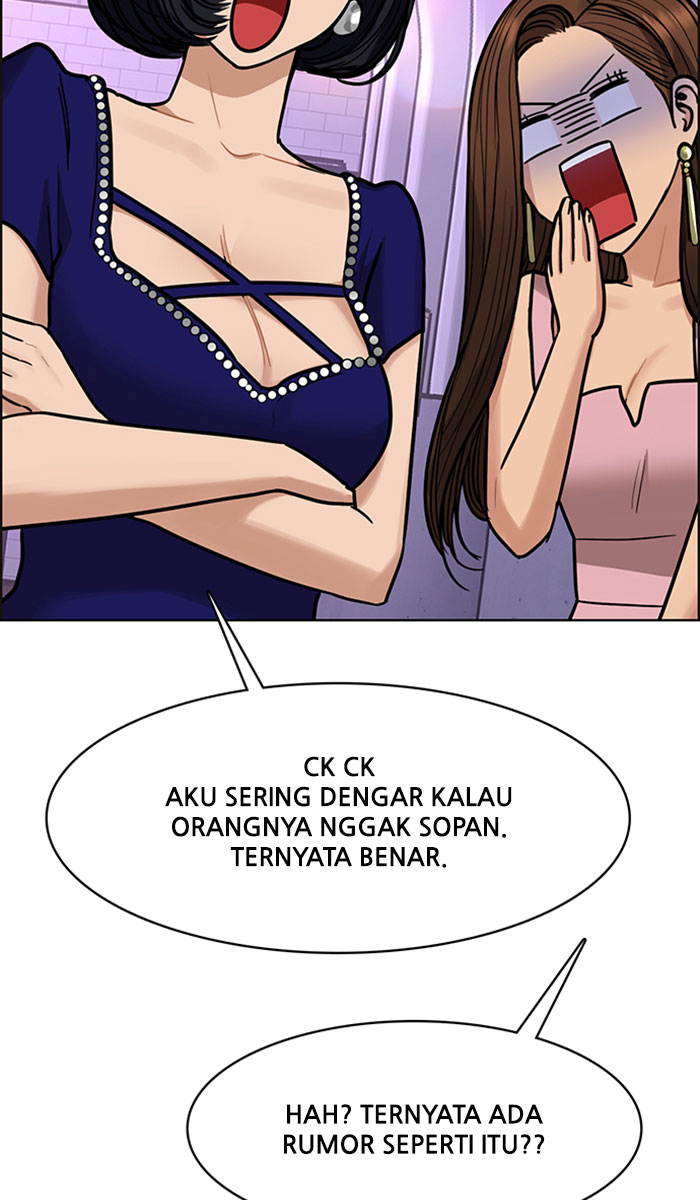 CK CK
AKU SERING DENGAR KALAU
ORANGNYA NGGAK SOPAN.
TERNYATA BENAR.
HAH? TERNYATA ADA
RUMOR SEPERTI ITU??